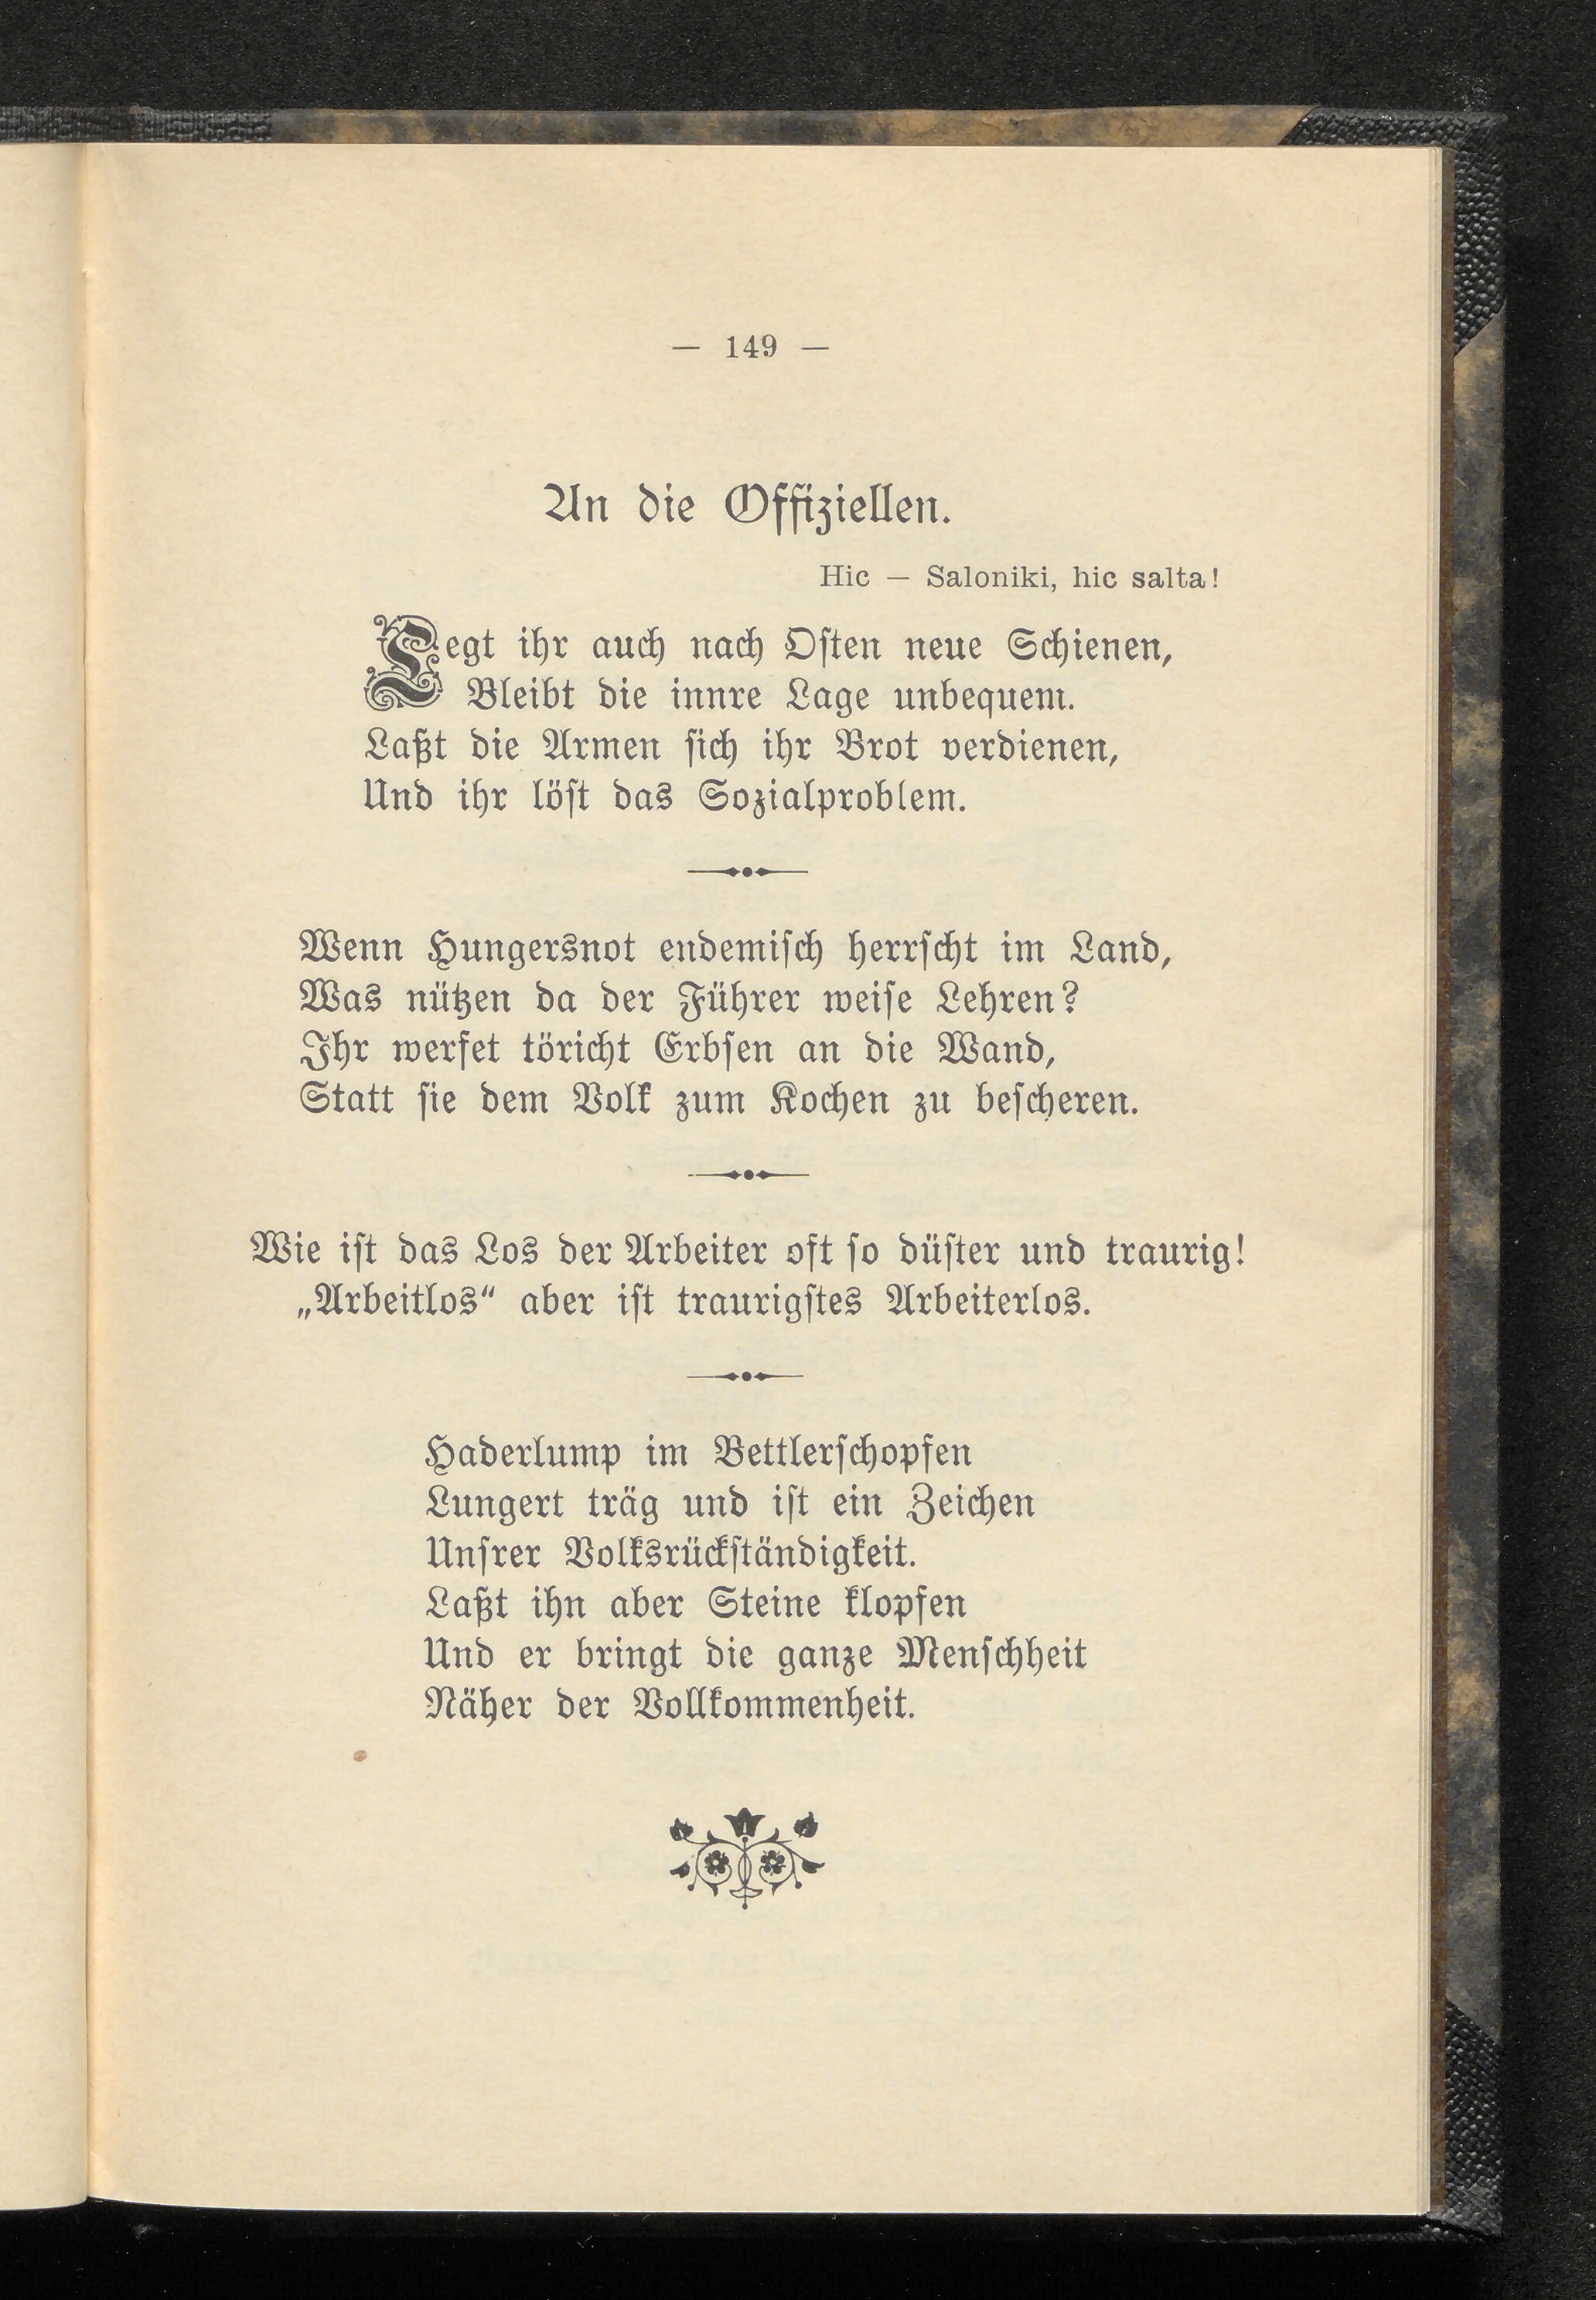 — 149 —
An die Offiziellen.
Hic — Saloniki, hic salta!
Legt ihr auch nach Osten neue Schienen,
Bleibt die innre Lage unbequem.
Laßt die Armen sich ihr Brot verdienen,
Und ihr löst das Sozialproblem.
Wenn Hungersnot endemisch herrscht im Land,
Was nützen da der Führer weise Lehren?
Ihr werfet töricht Erbsen an die Wand,
Statt sie dem Volk zum Kochen zu bescheren.
Wie ist das Los der Arbeiter oft so düster und traurig!
„Arbeitlos“ aber ist traurigstes Arbeiterlos.
Haderlump im Bettlerschopfen
Lungert träg und ist ein Zeichen
Unsrer Volksrückständigkeit.
Laßt ihn aber Steine klopfen
Und er bringt die ganze Menschheit
Näher der Vollkommenheit.